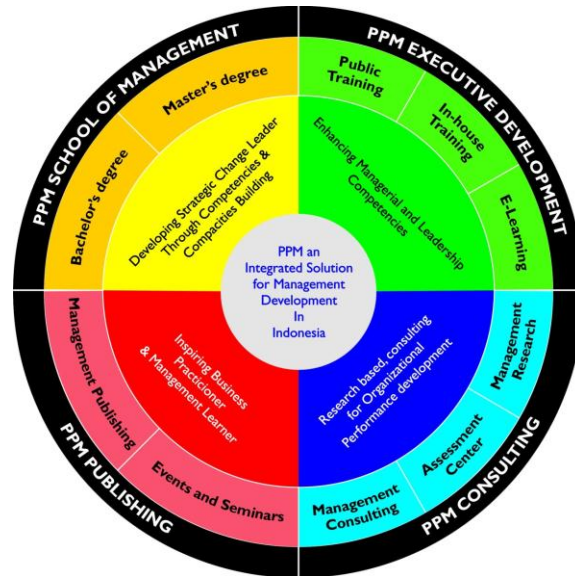 PPM SCHOOL OF MANAGEMENT
Bachelor's degree
Master's degree
Developing Strategic Change Leader
Through Competencies &
Compacities Building
PPM EXECUTIVE DEVELOPMENT
Public
Training
In-house
Training
E-Learning
Enhancing Managerial and Leadership
Competencies
PPM an
Integrated Solution
for Management
Development
In
Indonesia
PPM PUBLISHING
Management Publishing
Events and Seminars
Inspiring Business
Practicioner
& Management Learner
PPM CONSULTING
Management
Consulting
Assessment
Center
Management
Research
Research based, consulting
for Organizational
Performance development